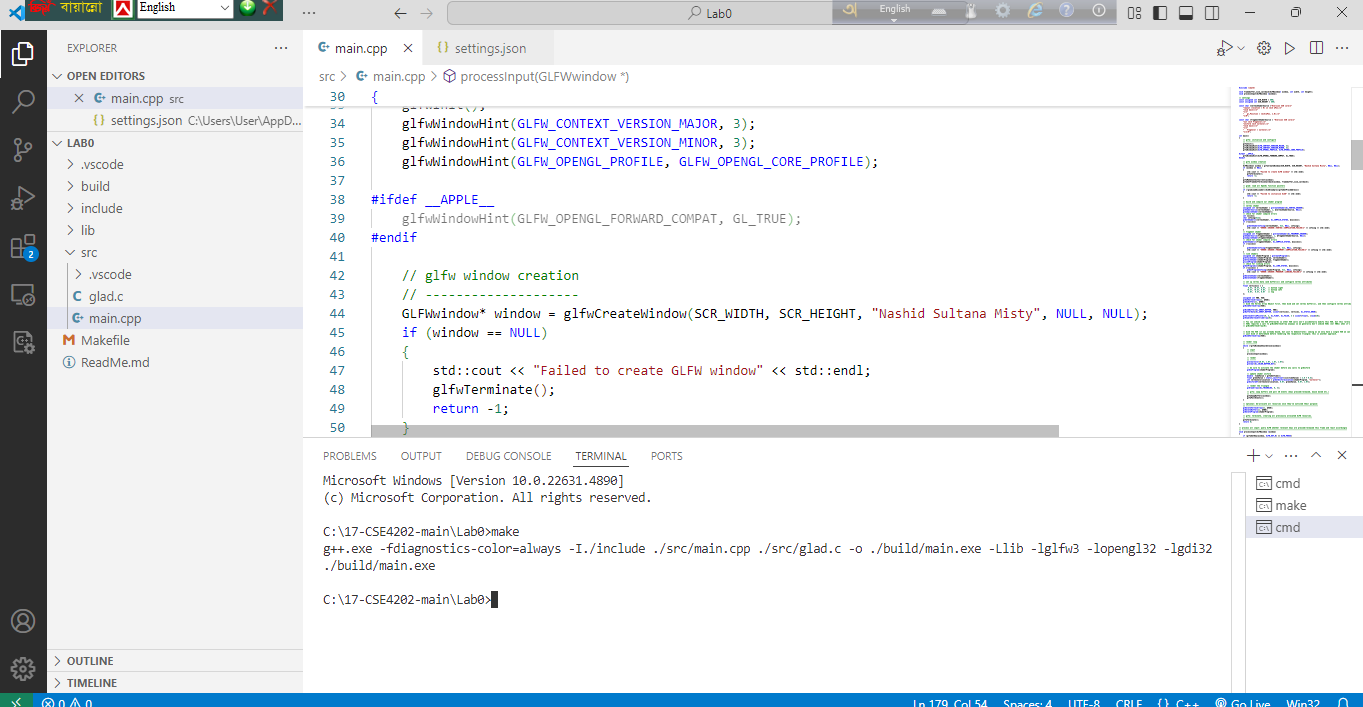 বায়ান্নো
English
Lab0
English
EXPLORER
OPEN EDITORS
main.cpp src
settings.json C:\Users\User\AppD...
LAB0
.vscode
build
include
lib
src
.vscode
glad.c
main.cpp
Makefile
ReadMe.md
OUTLINE
TIMELINE
main.cpp
{} settings.json
src > main.cpp > processInput(GLFWwindow *)
30 {
34 glfwWindowHint(GLFW_CONTEXT_VERSION_MAJOR, 3);
35 glfwWindowHint(GLFW_CONTEXT_VERSION_MINOR, 3);
36 glfwWindowHint(GLFW_OPENGL_PROFILE, GLFW_OPENGL_CORE_PROFILE);
37
38 #ifdef __APPLE__
39 glfwWindowHint(GLFW_OPENGL_FORWARD_COMPAT, GL_TRUE);
40 #endif
41
42 // glfw window creation
43 // --------------------
44 GLFWwindow* window = glfwCreateWindow(SCR_WIDTH, SCR_HEIGHT, "Nashid Sultana Misty", NULL, NULL);
45 if (window == NULL)
46 {
47 std::cout << "Failed to create GLFW window" << std::endl;
48 glfwTerminate();
49 return -1;
50 }
PROBLEMS OUTPUT DEBUG CONSOLE TERMINAL PORTS
Microsoft Windows [Version 10.0.22631.4890]
(c) Microsoft Corporation. All rights reserved.
C:\17-CSE4202-main\Lab0>make
g++.exe -fdiagnostics-color=always -I./include ./src/main.cpp ./src/glad.c -o ./build/main.exe -Llib -lglfw3 -lopengl32 -lgdi32
./build/main.exe
C:\17-CSE4202-main\Lab0>
cmd
make
cmd
2
0 0
Ln 179, Col 54 Spaces: 4 UTF-8 CRLF {} C++ Go Live Win32